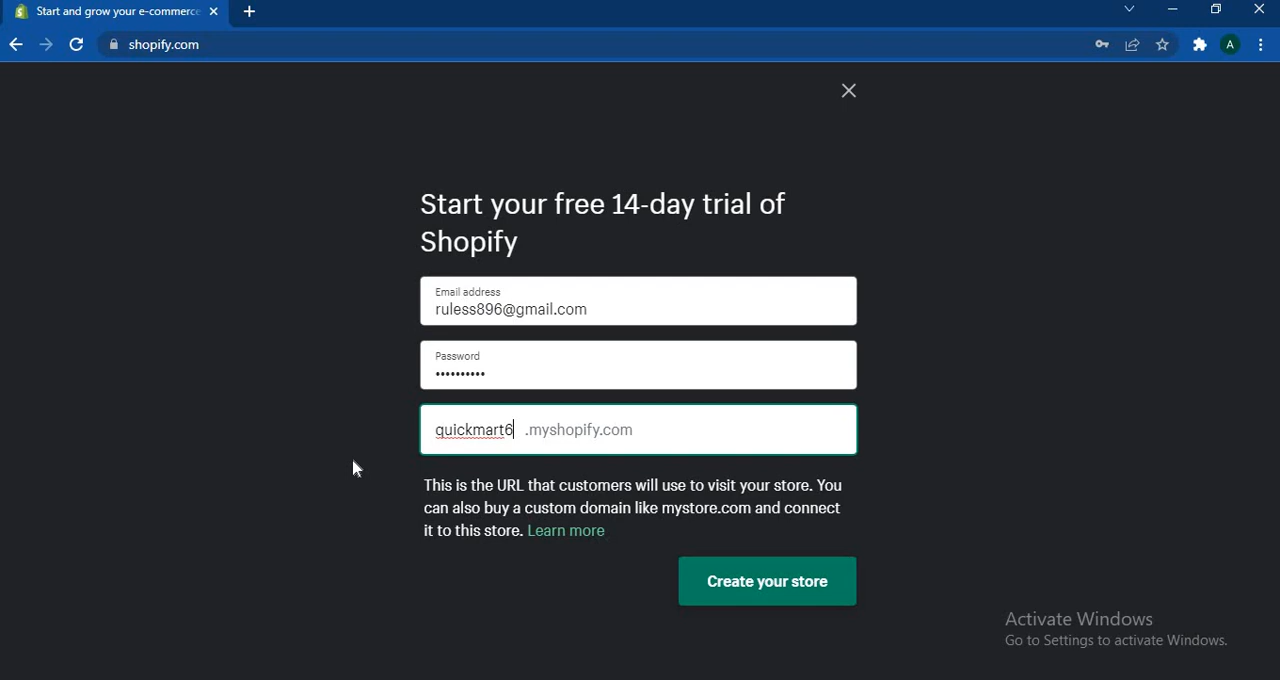 Start and grow your e-commerce
shopify.com
A
Start your free 14-day trial of
Shopify
Email address
ruless896@gmail.com
Password
••••••••••
quickmart6 .myshopify.com
This is the URL that customers will use to visit your store. You
can also buy a custom domain like mystore.com and connect
it to this store. Learn more
Create your store
Activate Windows
Go to Settings to activate Windows.